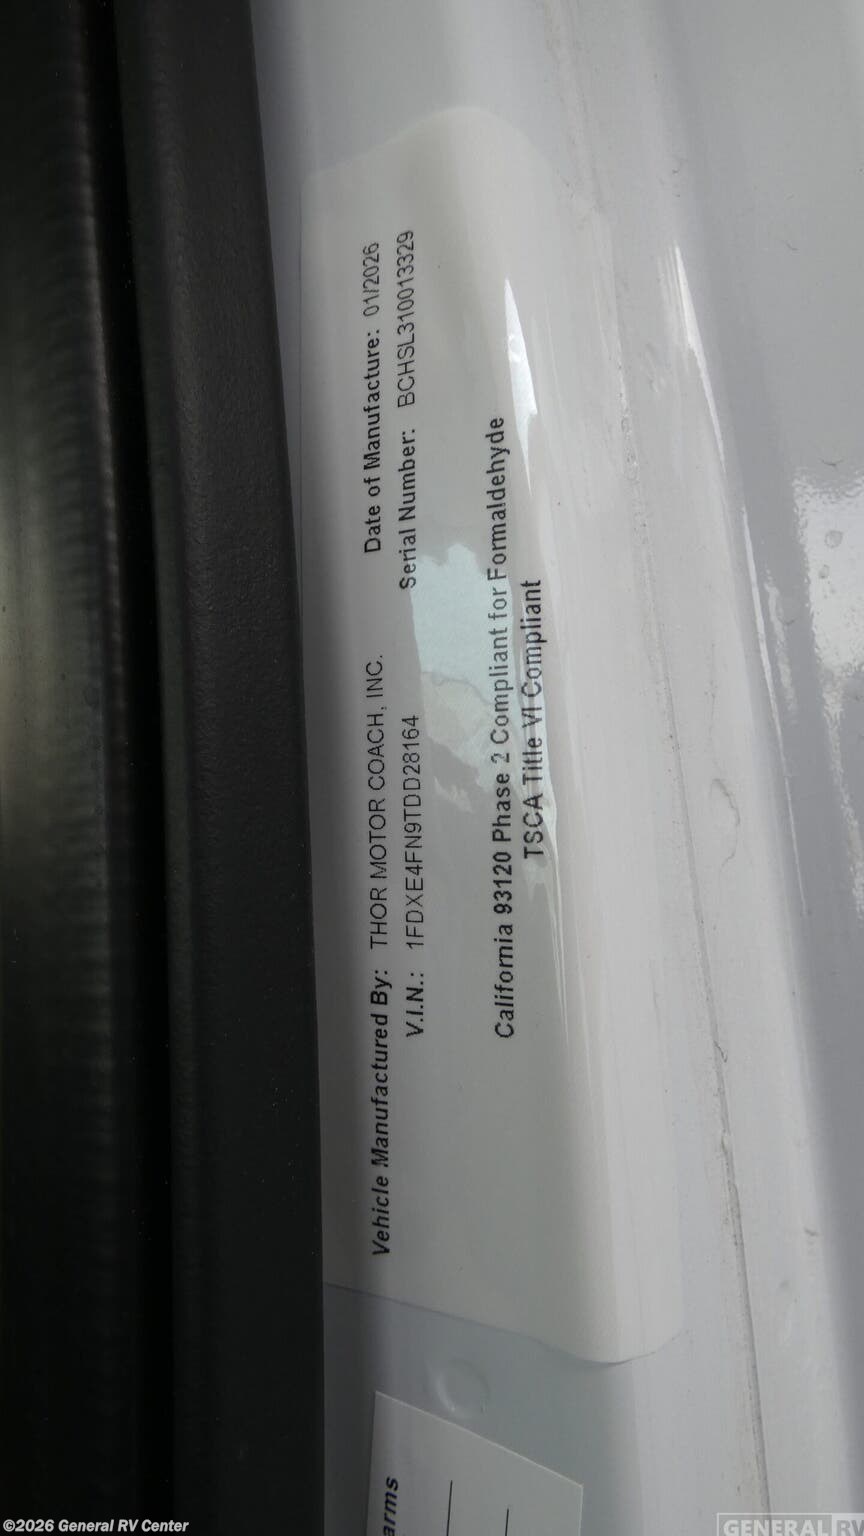 Vehicle Manufactured By: THOR MOTOR COACH, INC. Date of Manufacture: 01/2026
V.I.N.: 1FDXE4FN9TDD28164 Serial Number: BCHSL310013329
California 93120 Phase 2 Compliant for Formaldehyde
TSCA Title VI Compliant
arms
©2026 General RV Center
GENERAL RV